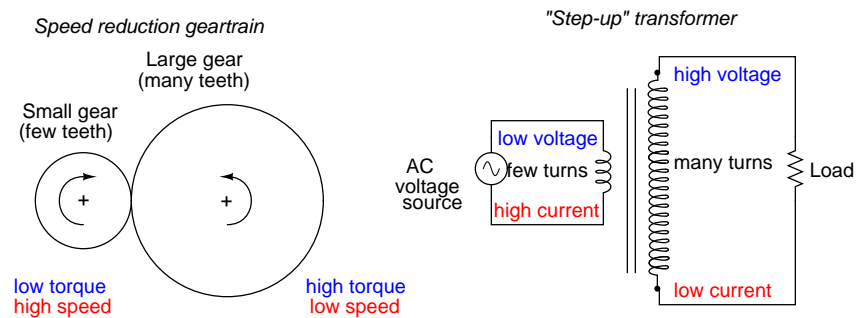 Speed reduction geartrain
Large gear
(many teeth)
Small gear
(few teeth)
+
+
low torque
high speed
high torque
low speed
"Step-up" transformer
high voltage
low voltage
AC
voltage
source
few turns
many turns
Load
high current
low current